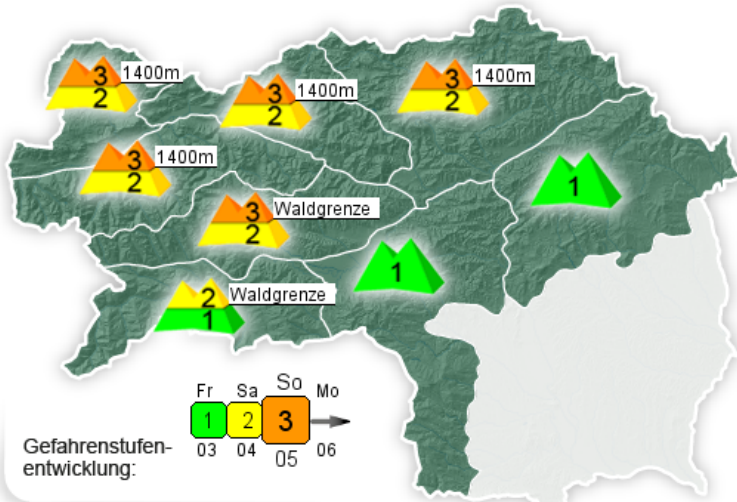 3 1400m
2
3 1400m
2
3 1400m
2
3 1400m
2
1
3 Waldgrenze
2
1
2 Waldgrenze
1
Fr Sa So Mo
1 2 3
03 04 05 06
Gefahrenstufen-
entwicklung: